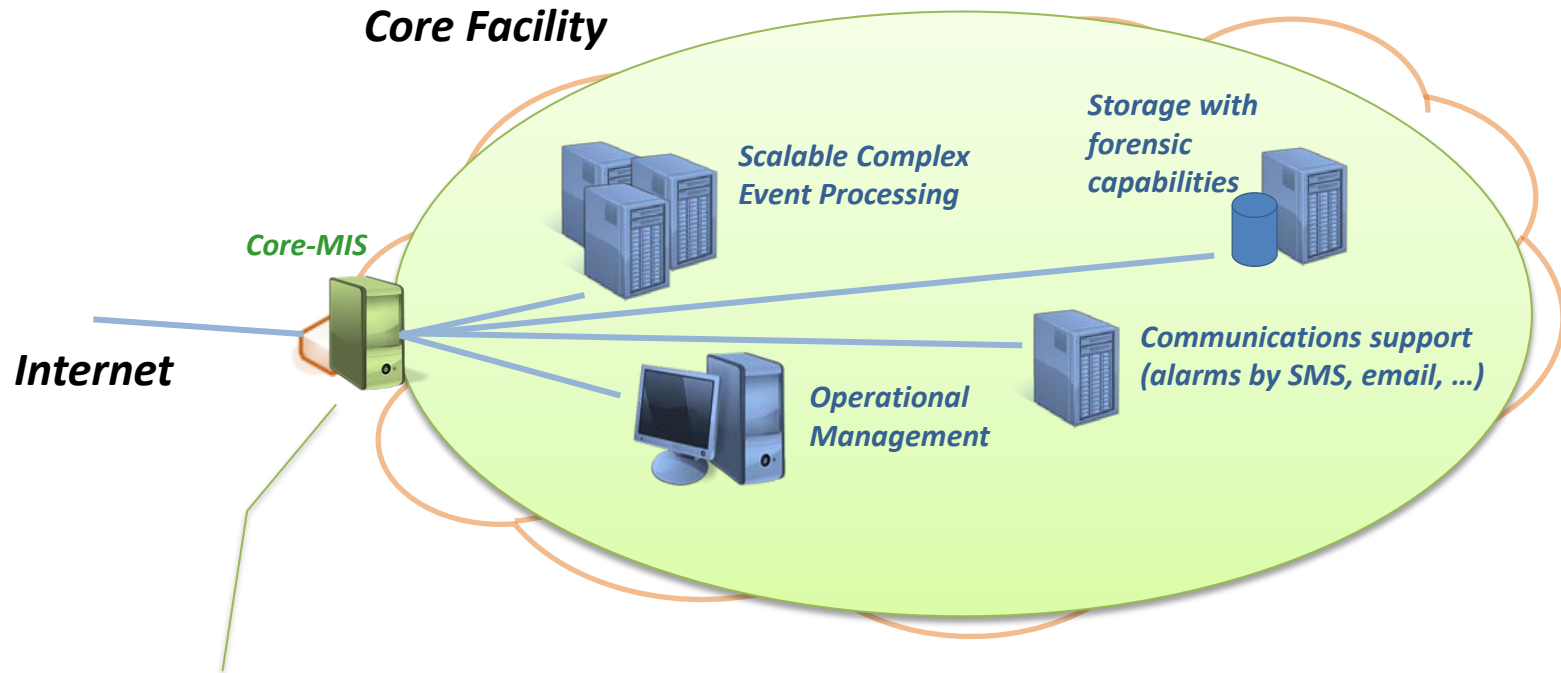 Core Facility
Storage with
forensic
capabilities
Scalable Complex
Event Processing
Core-MIS
Internet
Communications support
(alarms by SMS, email, …)
Operational
Management